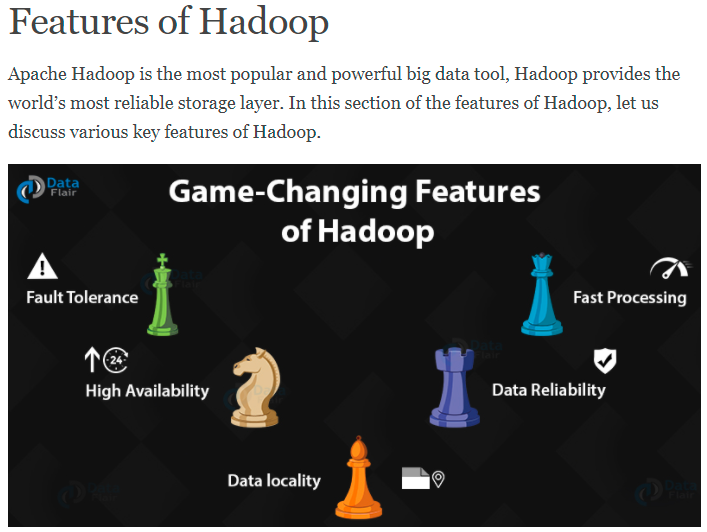 Features of Hadoop
Apache Hadoop is the most popular and powerful big data tool, Hadoop provides the
world’s most reliable storage layer. In this section of the features of Hadoop, let us
discuss various key features of Hadoop.
Data
Flair
Game-Changing Features
of Hadoop
Fault Tolerance
Fast Processing
24
High Availability
Data Reliability
Data locality